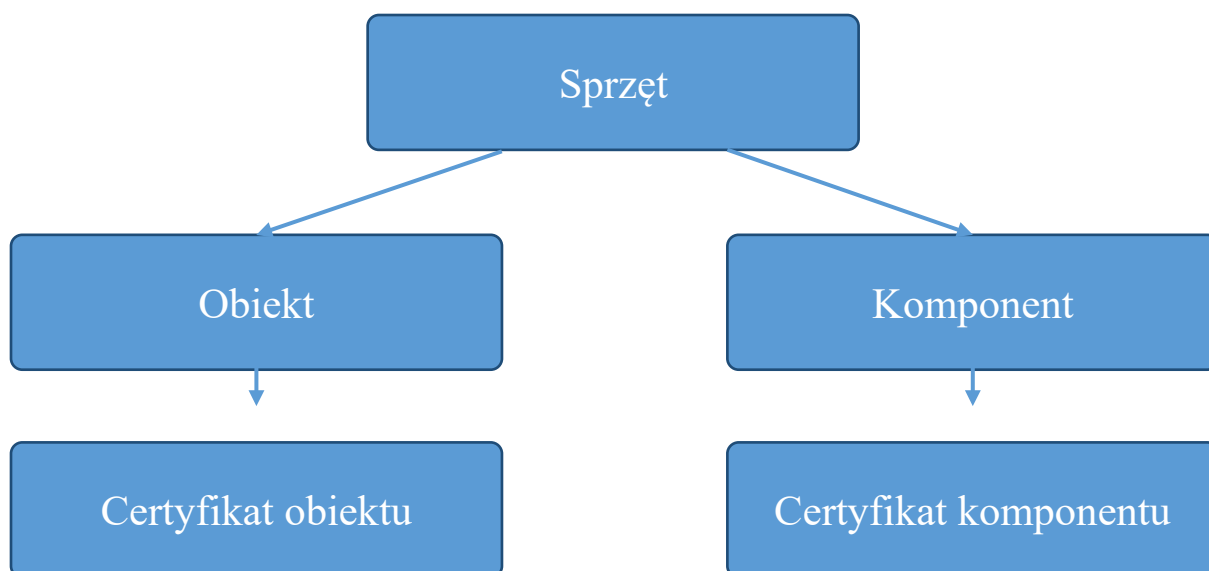 Sprzęt
Obiekt
Komponent
Certyfikat obiektu
Certyfikat komponentu